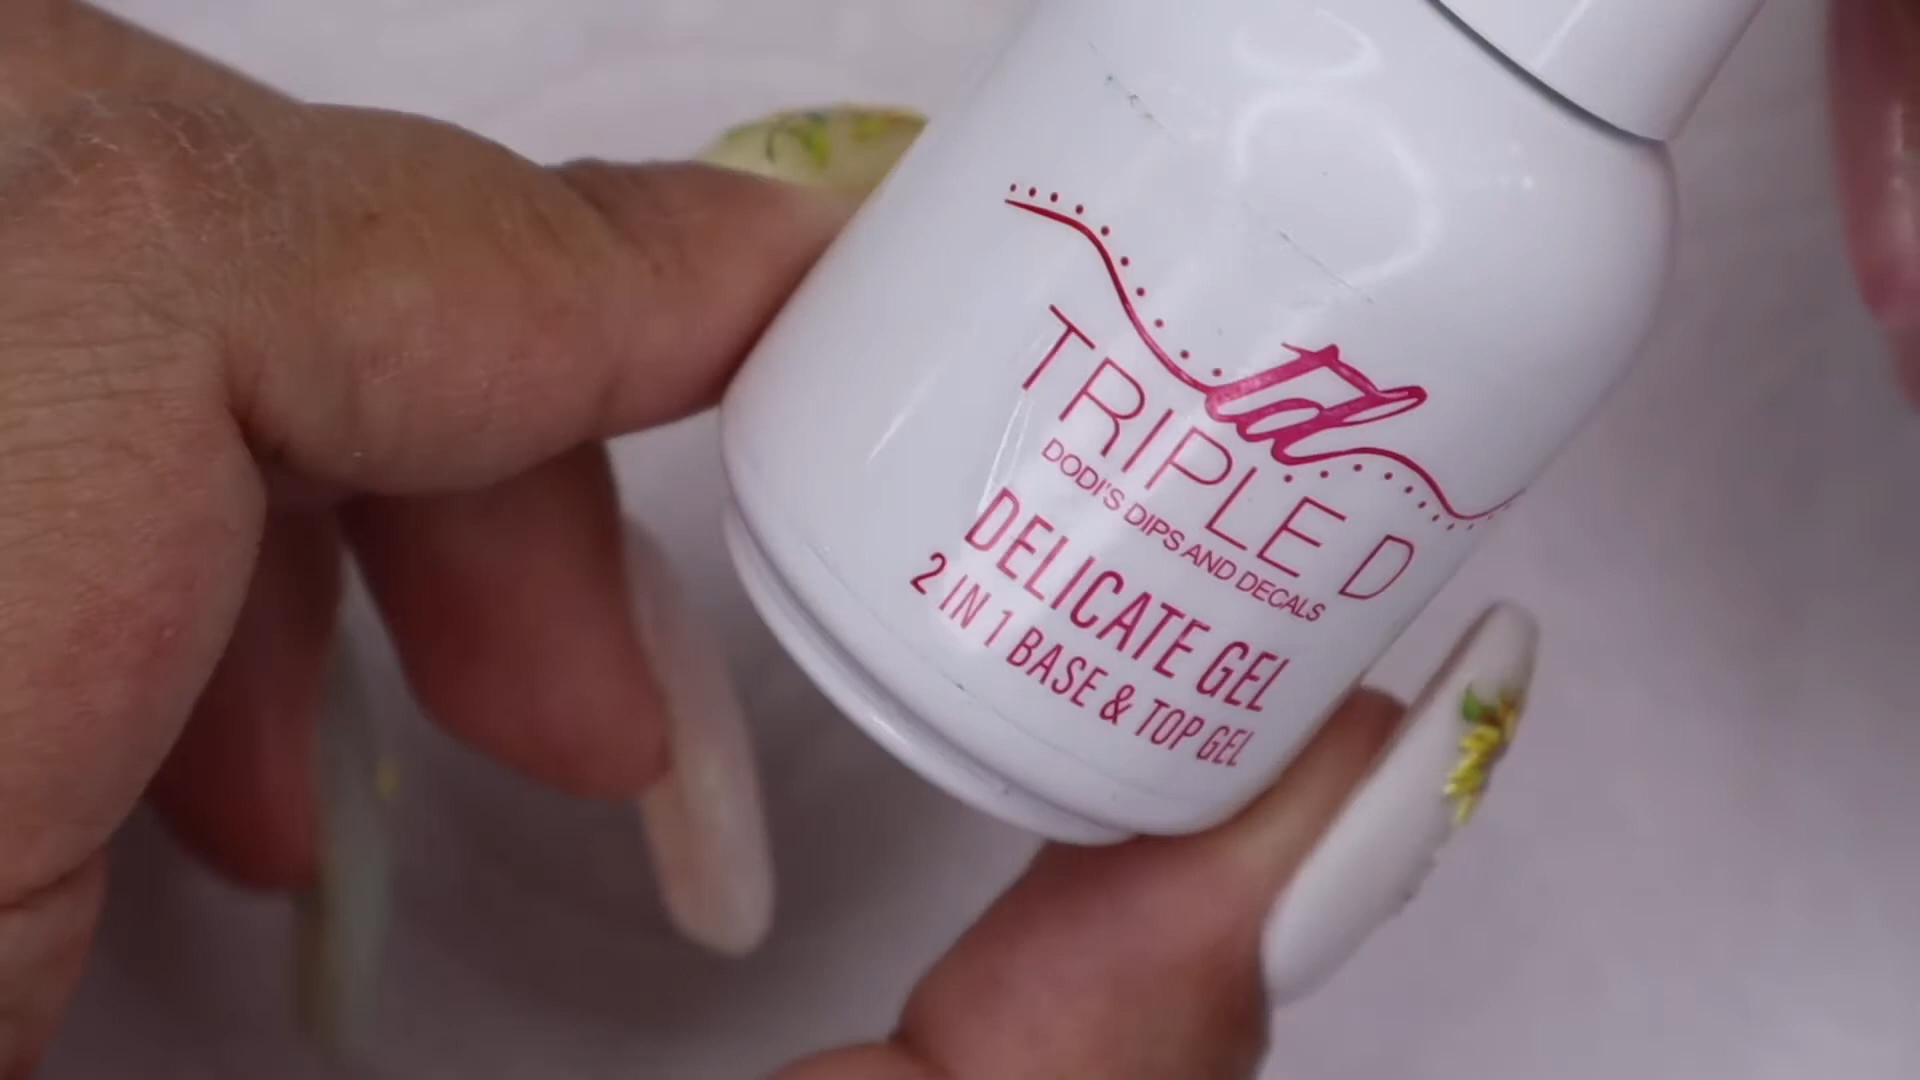 td
TRIPLE D
DODI'S DIPS AND DECALS
DELICATE GEL
2 IN 1 BASE & TOP GEL